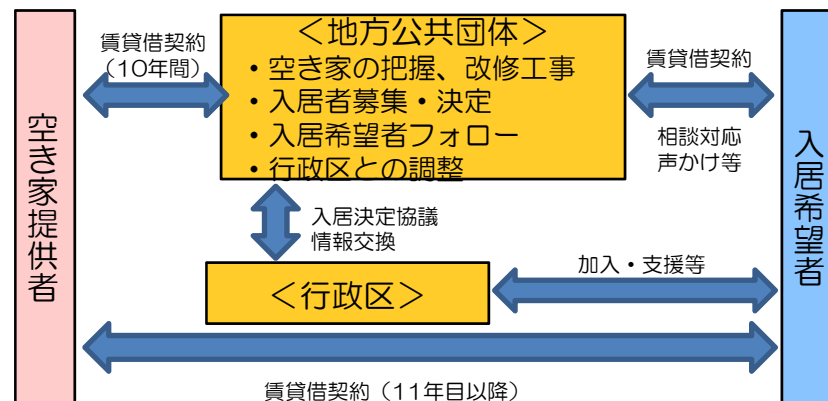 空き家提供者
賃貸借契約
（10年間）
＜地方公共団体＞
・空き家の把握、改修工事
・入居者募集・決定
・入居希望者フォロー
・行政区との調整
賃貸借契約
相談対応
声かけ等
入居希望者
入居決定協議
情報交換
＜行政区＞
加入・支援等
賃貸借契約（11年目以降）